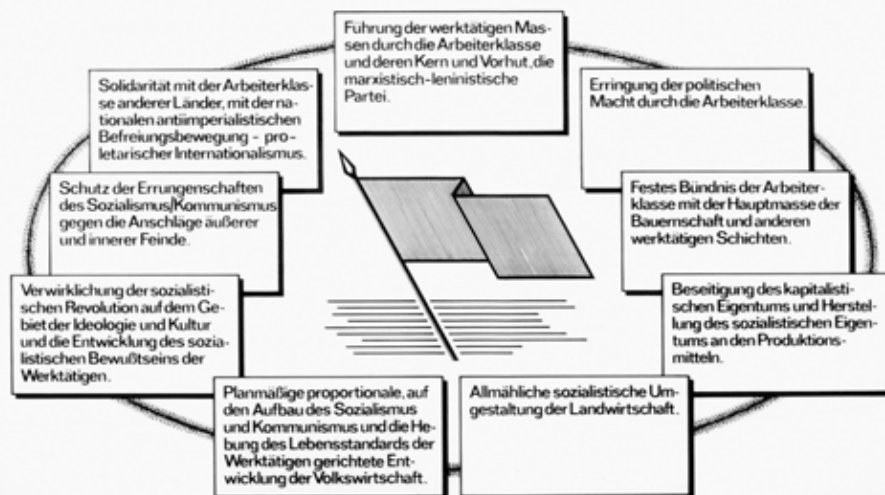 Führung der werktätigen Mas-
sen durch die Arbeiterklasse
und deren Kern und Vorhut, die
marxistisch-leninistische
Partei.
Erringung der politischen
Macht durch die Arbeiterklasse.
Festes Bündnis der Arbeiter-
klasse mit der Hauptmasse der
Bauernschaft und anderen
werktätigen Schichten.
Beseitigung des kapitalisti-
schen Eigentums und Herstel-
lung des sozialistischen Eigen-
tums an den Produktions-
mitteln.
Allmähliche sozialistische Um-
gestaltung der Landwirtschaft.
Planmäßige proportionale, auf
den Aufbau des Sozialismus
und Kommunismus und die He-
bung des Lebensstandards der
Werktätigen gerichtete Ent-
wicklung der Volkswirtschaft.
Verwirklichung der sozialisti-
schen Revolution auf dem Ge-
biet der Ideologie und Kultur
und die Entwicklung des sozia-
listischen Bewußtseins der
Werktätigen.
Schutz der Errungenschaften
des Sozialismus/Kommunismus
gegen die Anschläge äußerer
und innerer Feinde.
Solidarität mit der Arbeiterklas-
se anderer Länder, mit der na-
tionalen antiimperialistischen
Befreiungsbewegung - pro-
letarischer Internationalismus.